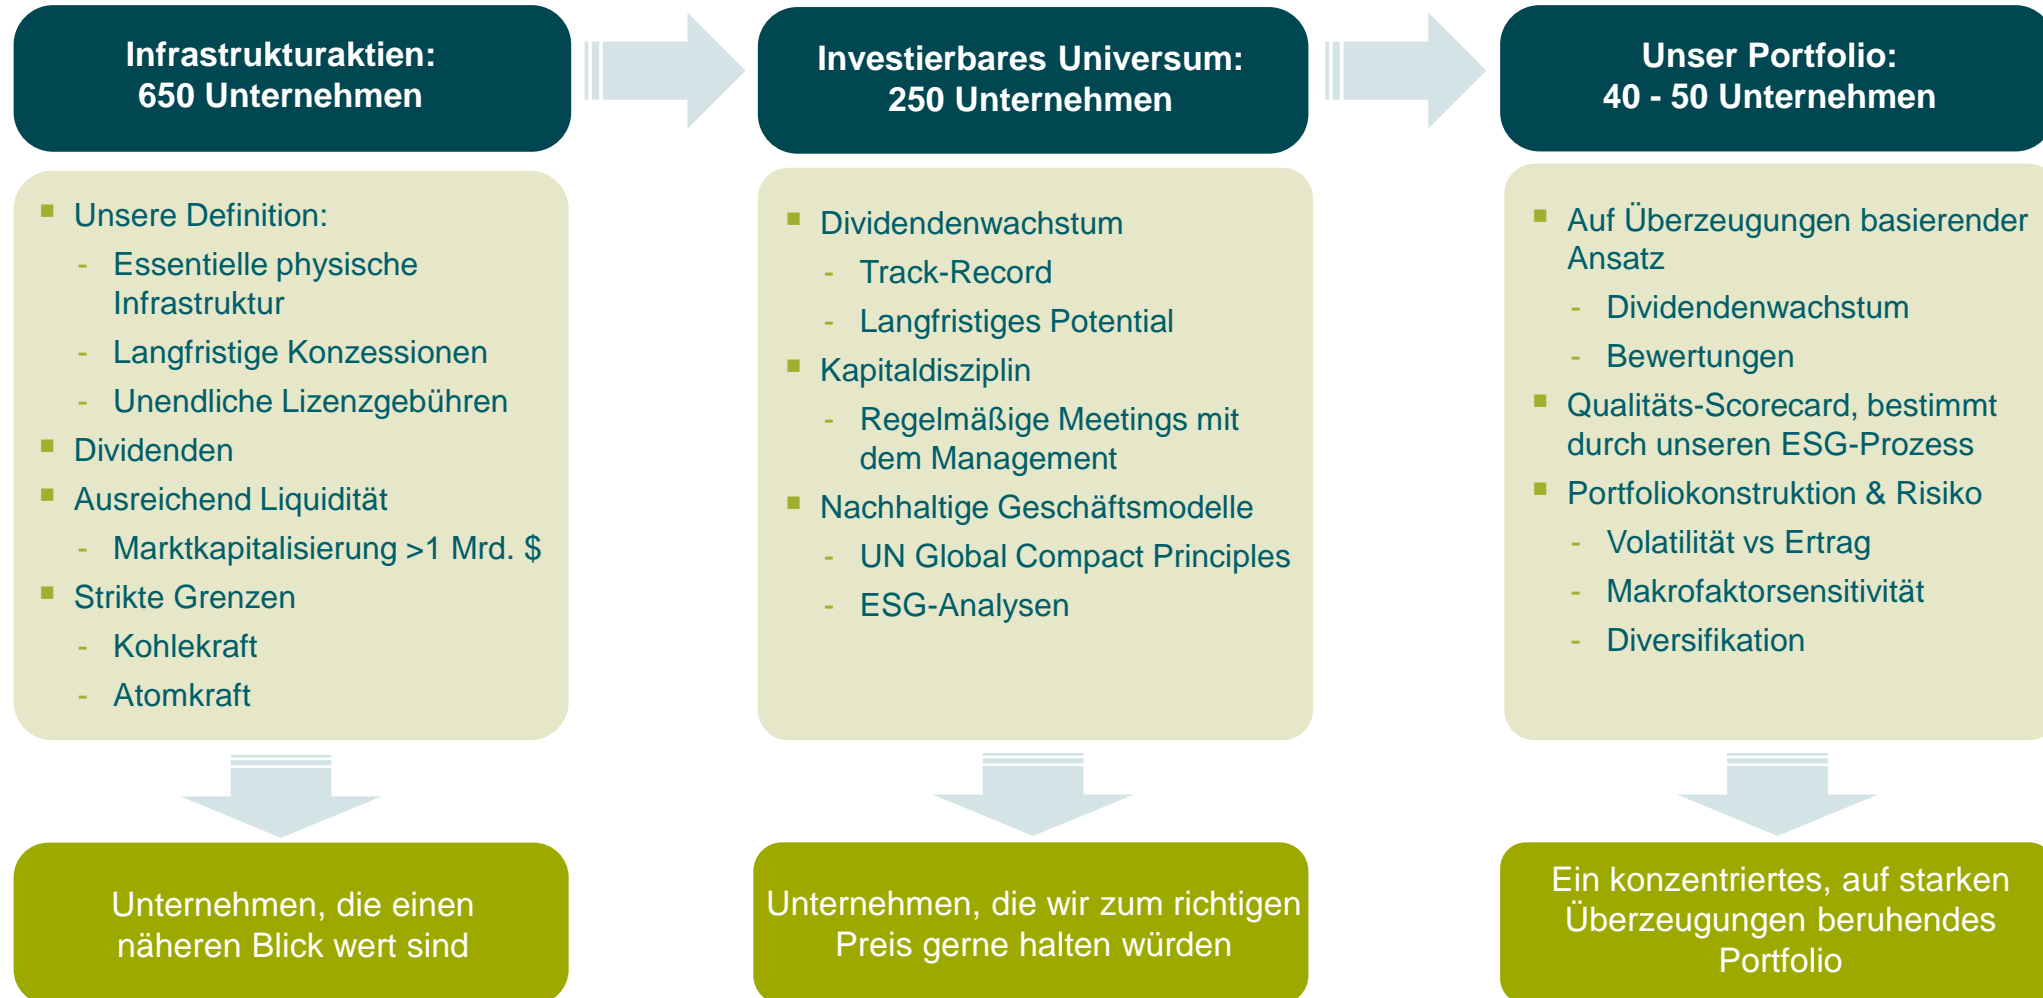 Infrastrukturaktien:
650 Unternehmen
Investierbares Universum:
250 Unternehmen
Unser Portfolio:
40 - 50 Unternehmen
Unsere Definition:
- Essentielle physische
Infrastruktur
- Langfristige Konzessionen
- Unendliche Lizenzgebühren
Dividenden
Ausreichend Liquidität
- Marktkapitalisierung >1 Mrd. $
Strikte Grenzen
- Kohlekraft
- Atomkraft
Dividendenwachstum
- Track-Record
- Langfristiges Potential
Kapitaldisziplin
- Regelmäßige Meetings mit
dem Management
Nachhaltige Geschäftsmodelle
- UN Global Compact Principles
- ESG-Analysen
Auf Überzeugungen basierender
Ansatz
- Dividendenwachstum
- Bewertungen
Qualitäts-Scorecard, bestimmt
durch unseren ESG-Prozess
Portfoliokonstruktion & Risiko
- Volatilität vs Ertrag
- Makrofaktorsensitivität
- Diversifikation
Unternehmen, die einen
näheren Blick wert sind
Unternehmen, die wir zum richtigen
Preis gerne halten würden
Ein konzentriertes, auf starken
Überzeugungen beruhendes
Portfolio